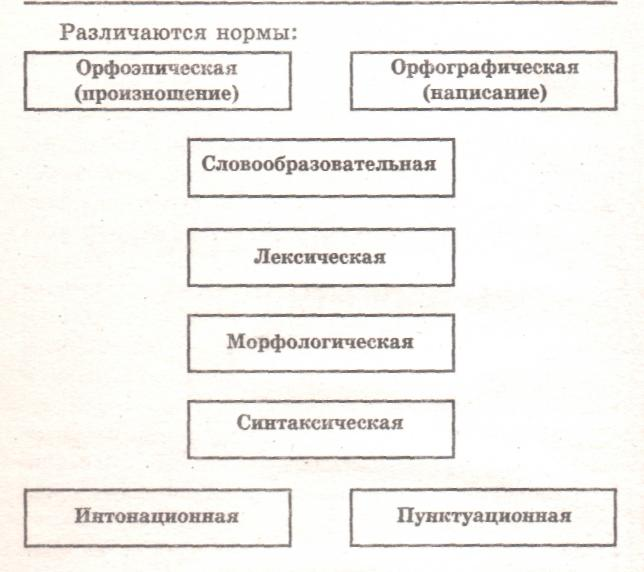 Различаются нормы:
Орфоэпическая
(произношение)
Орфографическая
(написание)
Словообразовательная
Лексическая
Морфологическая
Синтаксическая
Интонационная
Пунктуационная